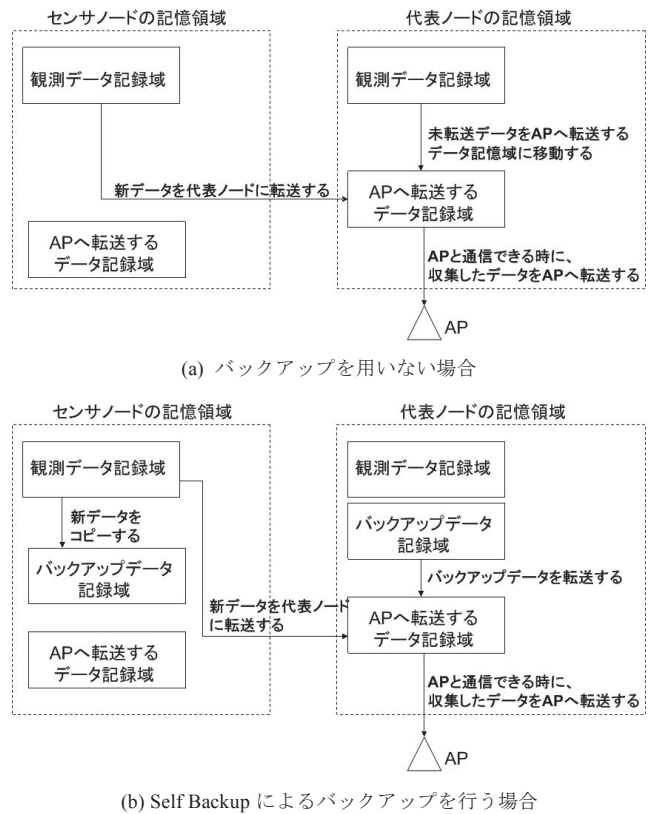 センサノードの記憶領域
代表ノードの記憶領域
観測データ記録域
観測データ記録域
未転送データをAPへ転送する
データ記憶域に移動する
新データを代表ノードに転送する
APへ転送する
データ記録域
APへ転送する
データ記録域
APと通信できる時に、
収集したデータをAPへ転送する
AP
(a) バックアップを用いない場合
センサノードの記憶領域
代表ノードの記憶領域
観測データ記録域
観測データ記録域
新データを
コピーする
バックアップデータ
記録域
バックアップデータ
記録域
バックアップデータを転送する
新データを代表ノード
に転送する
APへ転送する
データ記録域
APへ転送する
データ記録域
APと通信できる時に、
収集したデータをAPへ転送する
AP
(b) Self Backup によるバックアップを行う場合